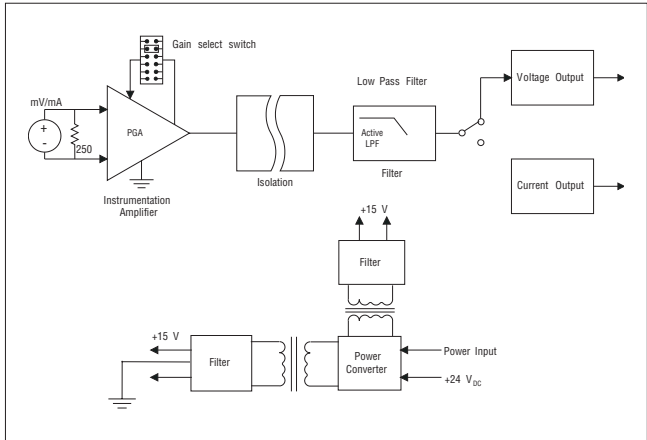 Gain select switch
mV/mA
+
-
250
PGA
Instrumentation
Amplifier
Isolation
Low Pass Filter
Active
LPF
Filter
Voltage Output
Current Output
+15 V
Filter
+15 V
Filter
Power
Converter
Power Input
+24 VDC